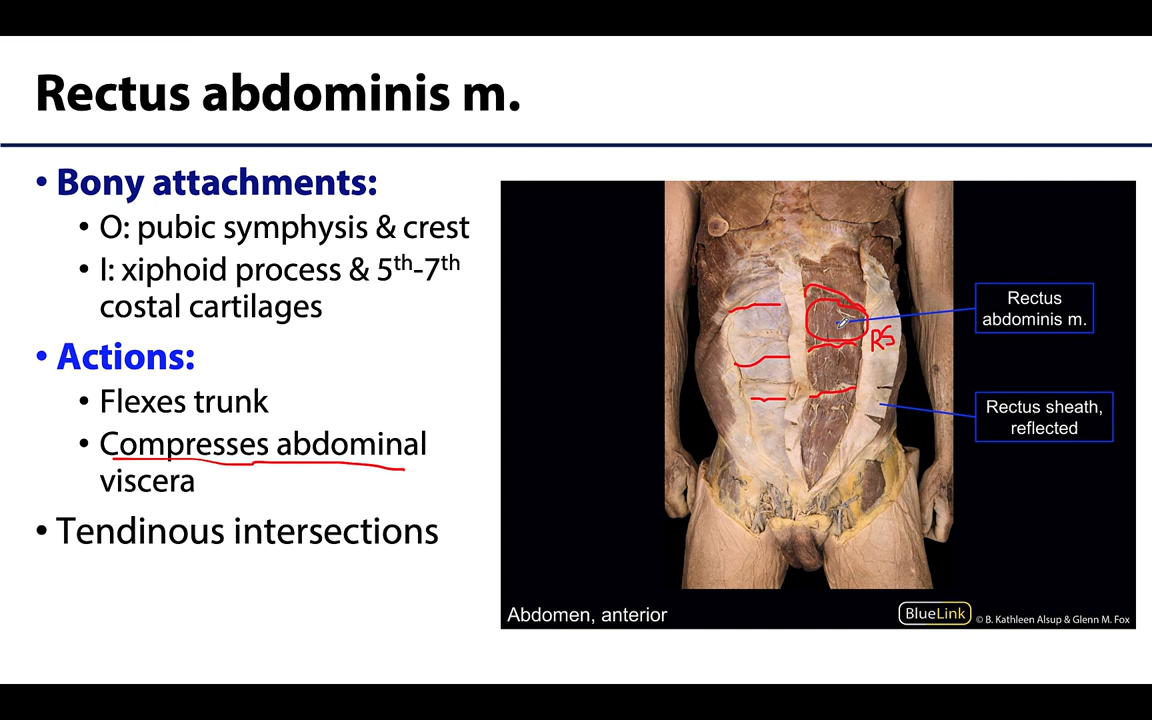 Rectus abdominis m.
• Bony attachments:
• O: pubic symphysis & crest
• I: xiphoid process & 5th-7th
costal cartilages
• Actions:
• Flexes trunk
• Compresses abdominal
viscera
• Tendinous intersections
Rectus
abdominis m.
RS
Rectus sheath,
reflected
Abdomen, anterior
BlueLink
© B. Kathleen Alsup & Glenn M. Fox